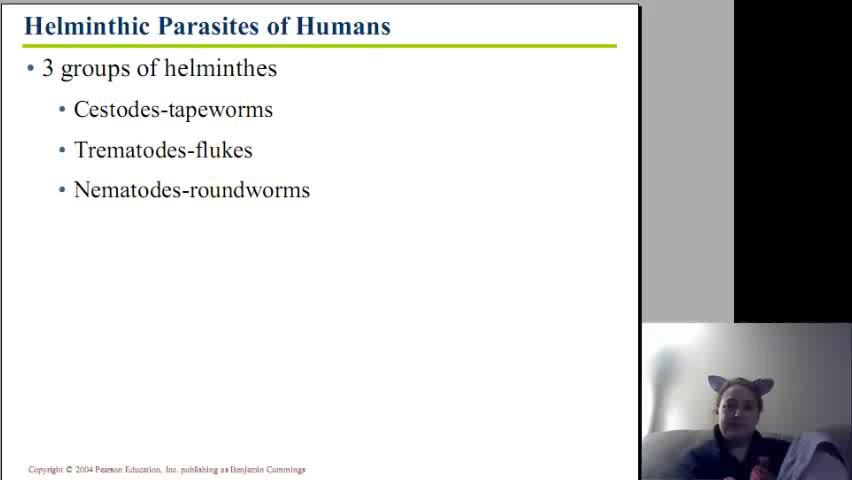 Helminthic Parasites of Humans
• 3 groups of helminthes
• Cestodes-tapeworms
• Trematodes-flukes
• Nematodes-roundworms
Copyright © 2004 Pearson Education, Inc. publishing as Benjamin Cummings